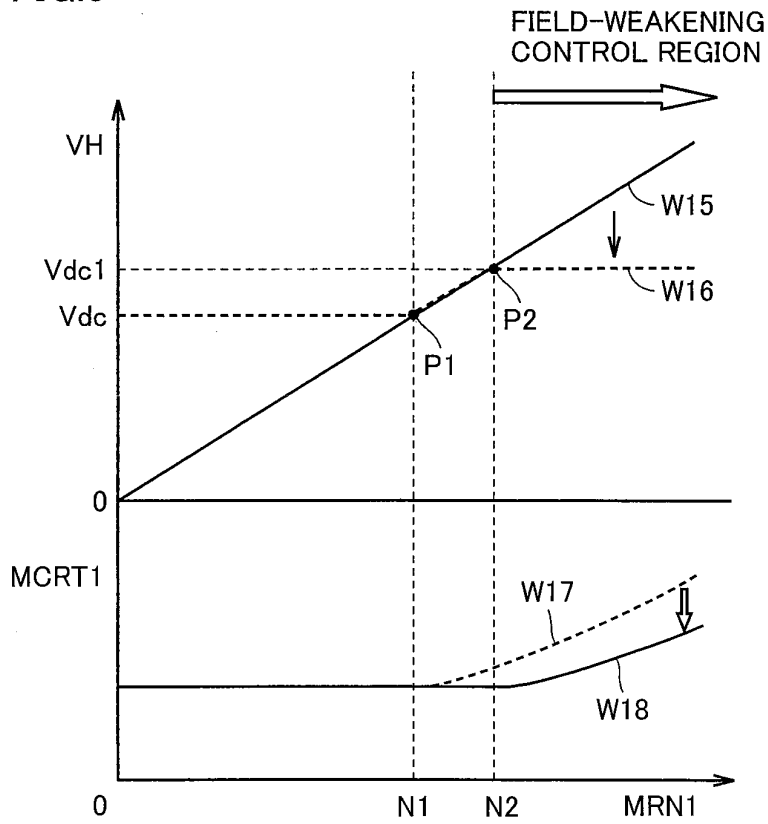 FIELD-WEAKENING
CONTROL REGION
VH
W15
Vdc1
W16
Vdc
P2
P1
0
MCRT1
W17
W18
0
N1
N2
MRN1